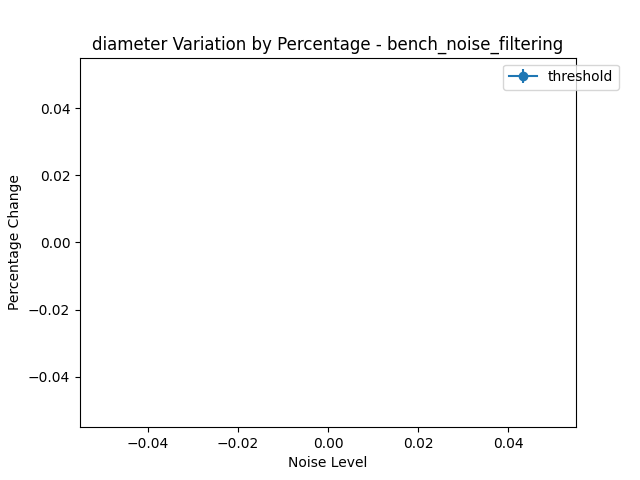 diameter Variation by Percentage - bench_noise_filtering
threshold
0.04
0.02
0.00
−0.02
−0.04
Percentage Change
−0.04 −0.02 0.00 0.02 0.04
Noise Level